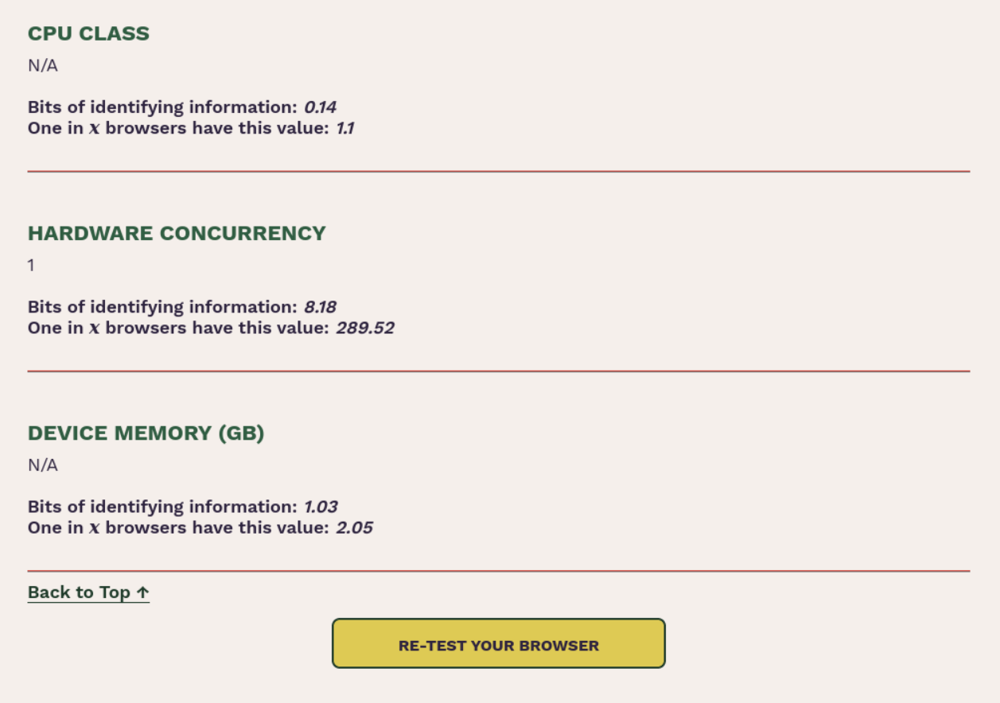 CPU CLASS
N/A
Bits of identifying information: 0.14
One in x browsers have this value: 1.1
HARDWARE CONCURRENCY
1
Bits of identifying information: 8.18
One in x browsers have this value: 289.52
DEVICE MEMORY (GB)
N/A
Bits of identifying information: 1.03
One in x browsers have this value: 2.05
Back to Top ↑
RE-TEST YOUR BROWSER